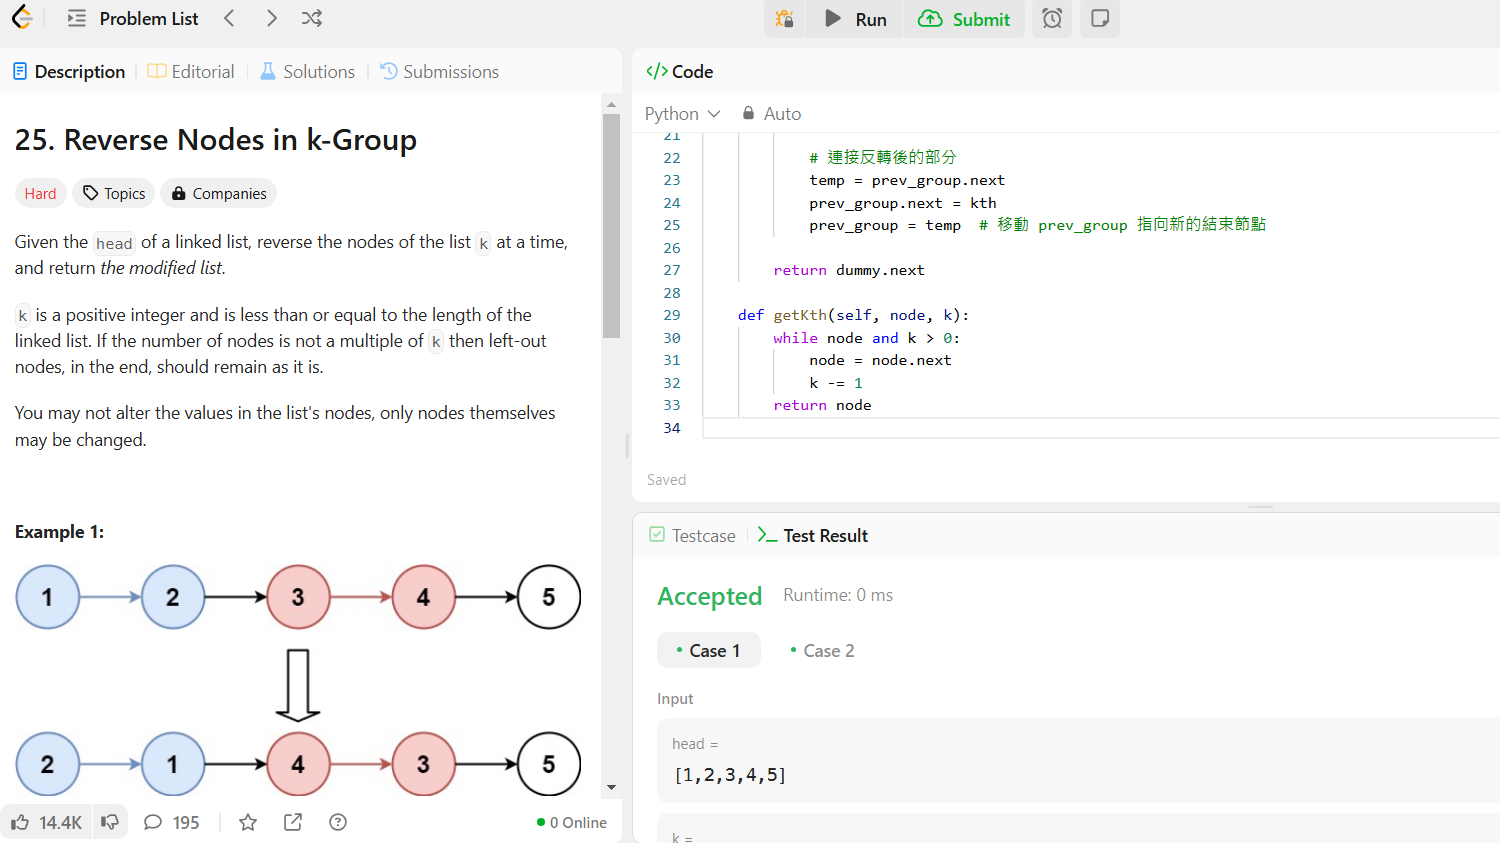 Problem List
Run
Submit
Description
Editorial
Solutions
Submissions
25. Reverse Nodes in k-Group
Hard
Topics
Companies
Given the head of a linked list, reverse the nodes of the list k at a time,
and return the modified list.
k is a positive integer and is less than or equal to the length of the
linked list. If the number of nodes is not a multiple of k then left-out
nodes, in the end, should remain as it is.
You may not alter the values in the list's nodes, only nodes themselves
may be changed.
Example 1:
1 2 3 4 5
2 1 4 3 5
14.4K
195
0 Online
</> Code
Python
Auto
21
22 # 連接反轉後的部分
23 temp = prev_group.next
24 prev_group.next = kth
25 prev_group = temp # 移動 prev_group 指向新的結束節點
26
27 return dummy.next
28
29 def getKth(self, node, k):
30 while node and k > 0:
31 node = node.next
32 k -= 1
33 return node
34
Saved
Testcase
Test Result
Accepted
Runtime: 0 ms
Case 1
Case 2
Input
head =
[1,2,3,4,5]
k =